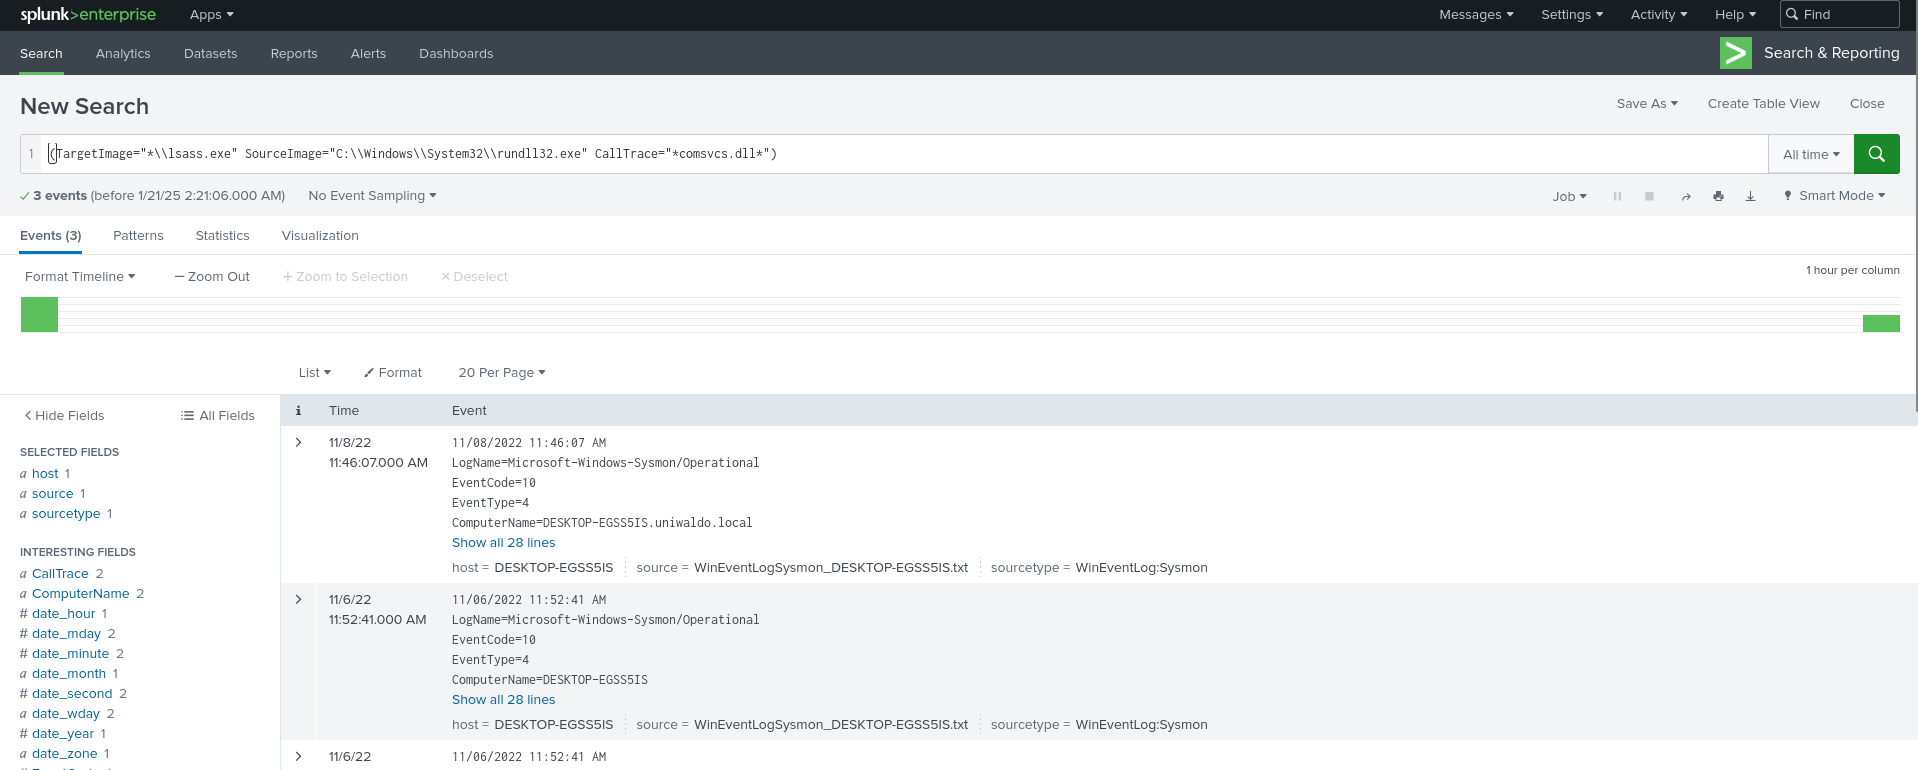 splunk>enterprise Apps Messages Settings Activity Help Find
Search Analytics Datasets Reports Alerts Dashboards Search & Reporting
New Search Save As Create Table View Close
1 (TargetImage="*\\lsass.exe" SourceImage="C:\\Windows\\System32\\rundll32.exe" CallTrace="*comsvcs.dll*") All time
3 events (before 1/21/25 2:21:06.000 AM) No Event Sampling Job Smart Mode
Events (3) Patterns Statistics Visualization
Format Timeline — Zoom Out + Zoom to Selection × Deselect 1 hour per column
List Format 20 Per Page
< Hide Fields All Fields
SELECTED FIELDS
a host 1
a source 1
a sourcetype 1
INTERESTING FIELDS
a CallTrace 2
a ComputerName 2
# date_hour 1
# date_mday 2
# date_minute 2
a date_month 1
# date_second 2
a date_wday 2
# date_year 1
a date_zone 1
i Time Event
11/8/22 11/08/2022 11:46:07 AM
11:46:07.000 AM LogName=Microsoft-Windows-Sysmon/Operational
EventCode=10
EventType=4
ComputerName=DESKTOP-EGSS5IS.uniwaldo.local
Show all 28 lines
host = DESKTOP-EGSS5IS source = WinEventLogSysmon_DESKTOP-EGSS5IS.txt sourcetype = WinEventLog:Sysmon
11/6/22 11/06/2022 11:52:41 AM
11:52:41.000 AM LogName=Microsoft-Windows-Sysmon/Operational
EventCode=10
EventType=4
ComputerName=DESKTOP-EGSS5IS
Show all 28 lines
host = DESKTOP-EGSS5IS source = WinEventLogSysmon_DESKTOP-EGSS5IS.txt sourcetype = WinEventLog:Sysmon
11/6/22 11/06/2022 11:52:41 AM